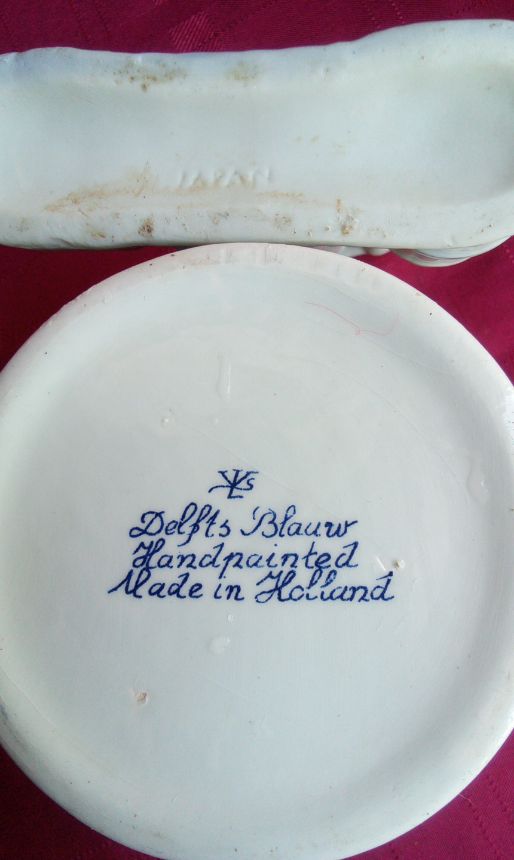 JAPAN
Delfts Blauw
Handpainted
Made in Holland